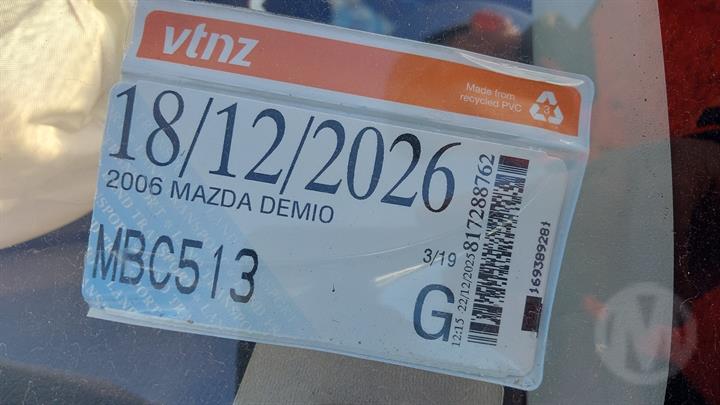 vtnz
Made from
recycled PVC
3
18/12/2026
2006 MAZDA DEMIO
MBC513
3/19
G
12:15 22/12/2025 817288762
169389281
M